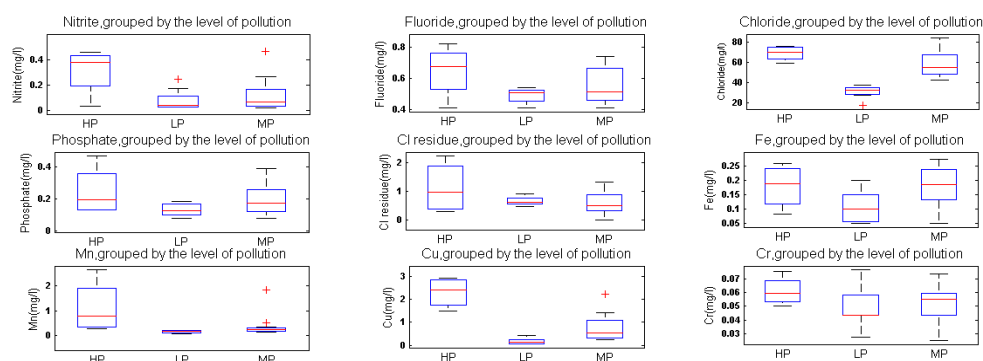 Nitrite,grouped by the level of pollution
Nitrite(mg/l)
0.4
0.2
0
HP
LP
MP
Fluoride,grouped by the level of pollution
Fluoride(mg/l)
0.8
0.6
0.4
HP
LP
MP
Chloride,grouped by the level of pollution
Chloride(mg/l)
80
60
40
20
HP
LP
MP
Phosphate,grouped by the level of pollution
Phosphate(mg/l)
0.4
0.2
0
HP
LP
MP
Cl residue,grouped by the level of pollution
Cl residue(mg/l)
2
1
0
HP
LP
MP
Fe,grouped by the level of pollution
Fe(mg/l)
0.25
0.2
0.15
0.1
0.05
HP
LP
MP
Mn,grouped by the level of pollution
Mn(mg/l)
2
1
0
HP
LP
MP
Cu,grouped by the level of pollution
Cu(mg/l)
3
2
1
0
HP
LP
MP
Cr,grouped by the level of pollution
Cr(mg/l)
0.07
0.06
0.05
0.04
0.03
HP
LP
MP